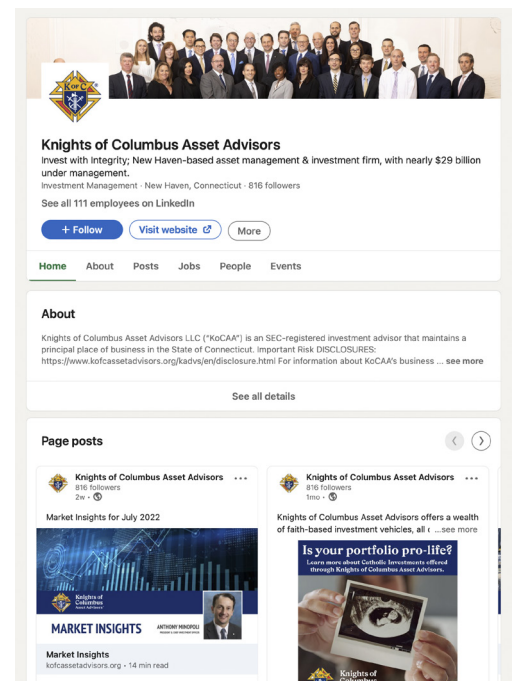 K of C
Knights of Columbus Asset Advisors
Invest with Integrity; New Haven-based asset management & investment firm, with nearly $29 billion
under management.
Investment Management · New Haven, Connecticut · 816 followers
See all 111 employees on LinkedIn
+ Follow
Visit website
More
Home
About
Posts
Jobs
People
Events
About
Knights of Columbus Asset Advisors LLC ("KoCAA") is an SEC-registered investment advisor that maintains a
principal place of business in the State of Connecticut. Important Risk DISCLOSURES:
https://www.kofcassetadvisors.org/kadvs/en/disclosure.html For information about KoCAA's business ... see more
See all details
Page posts
Knights of Columbus Asset Advisors
816 followers
2w •
Market Insights for July 2022
Knights of
Columbus
Asset Advisors
MARKET INSIGHTS
ANTHONY MINOPOLI
Market Insights
kofcassetadvisors.org • 14 min read
Knights of Columbus Asset Advisors
816 followers
1mo •
Knights of Columbus Asset Advisors offers a wealth
of faith-based investment vehicles, all ...see more
Is your portfolio pro-life?
Learn more about Catholic Investments offered
through Knights of Columbus Asset Advisors.
Knights of
Columbus